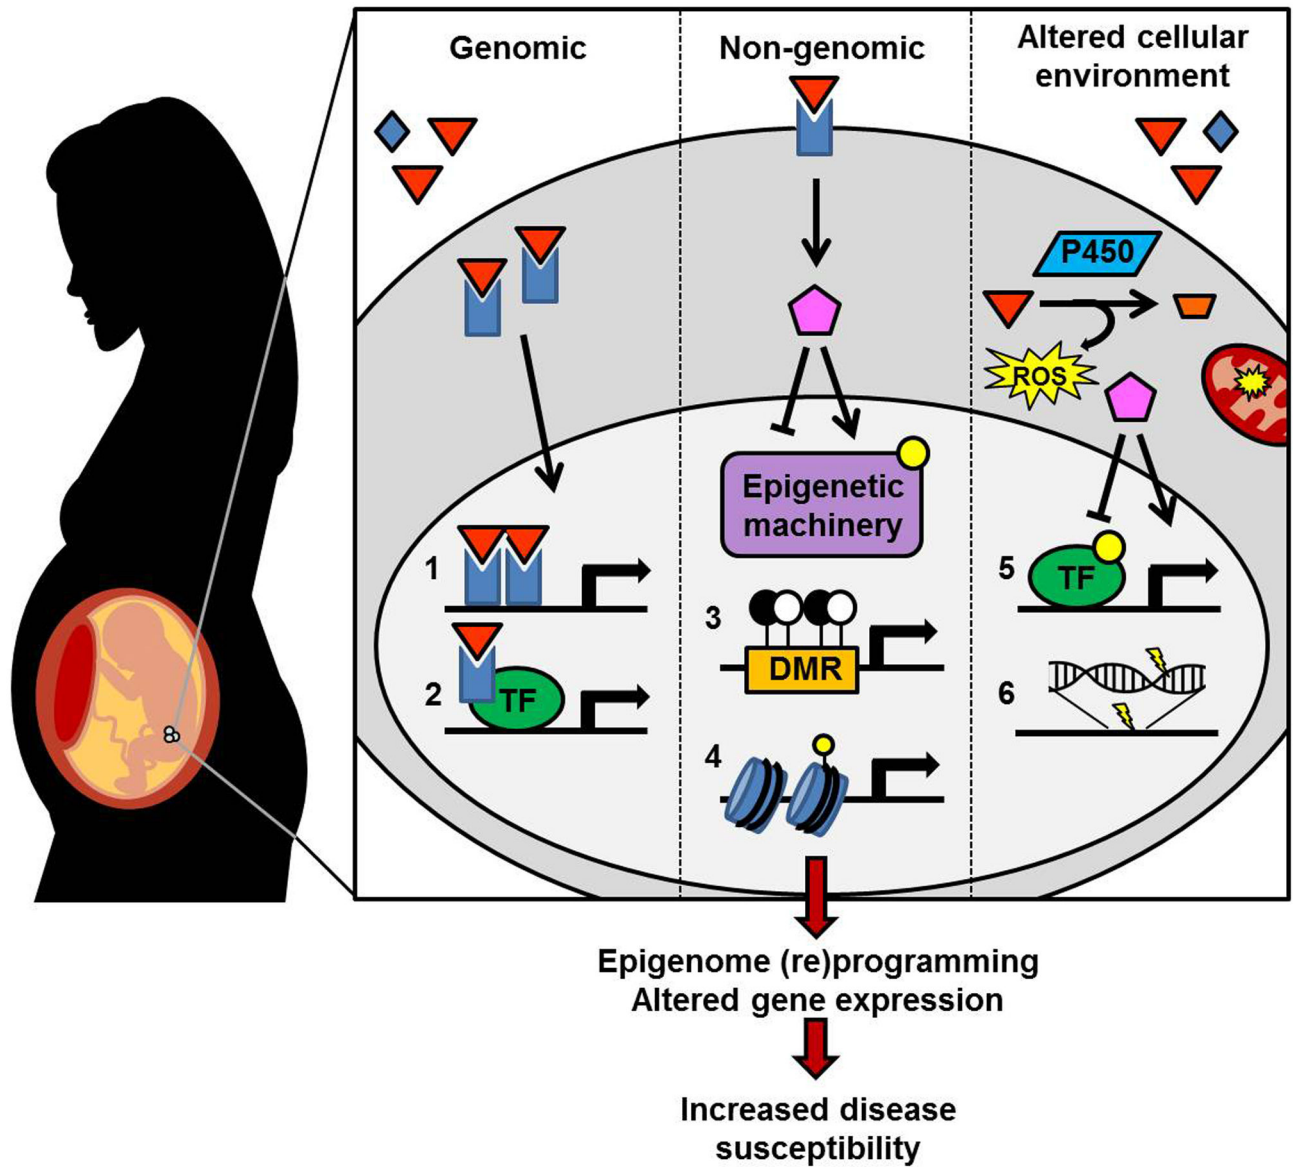 Genomic
Non-genomic
Altered cellular
environment
P450
ROS
Epigenetic
machinery
1
2
TF
3
DMR
4
5
TF
6
Epigenome (re)programming
Altered gene expression
Increased disease
susceptibility